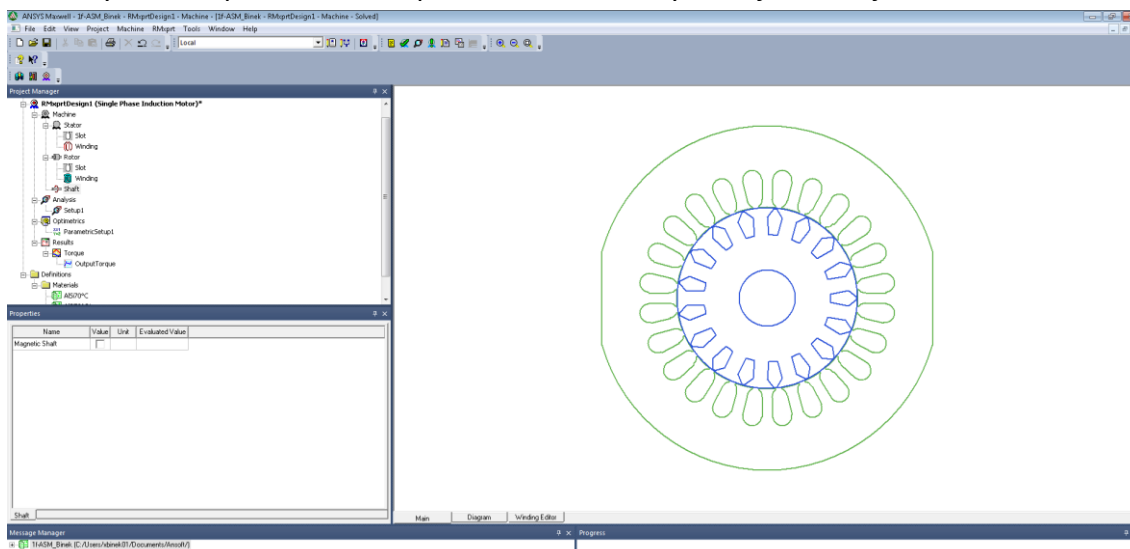 ANSYS Maxwell - 1f-ASM_Binek - RMxprtDesign1 - Machine - [1f-ASM_Binek - RMxprtDesign1 - Machine - Solved]
File Edit View Project Machine RMxprt Tools Window Help
Local
Project Manager
RMxprtDesign1 (Single Phase Induction Motor)*
Machine
Stator
Slot
Winding
Rotor
Slot
Winding
Shaft
Analysis
Setup1
Optimetrics
ParametricSetup1
Results
Torque
OutputTorque
Definitions
Materials
Al5i70°C
Properties
Name Value Unit Evaluated Value
Magnetic Shaft
Shaft
Main Diagram Winding Editor
Message Manager
Progress
1f-ASM_Binek (C:/Users/xbinek01/Documents/Ansoft/)